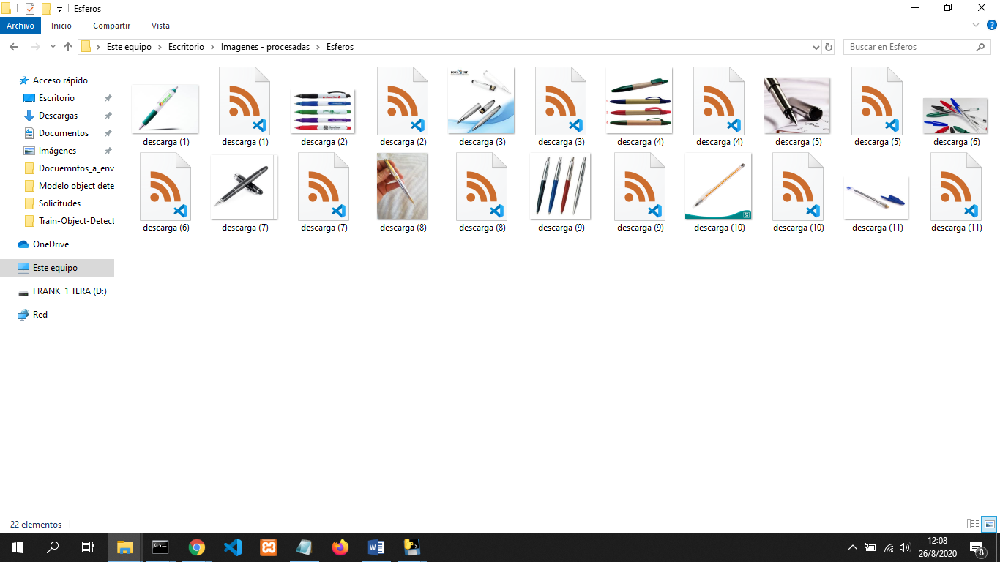 Esferos
Archivo Inicio Compartir Vista
Este equipo Escritorio Imagenes - procesadas Esferos
Buscar en Esferos
Acceso rápido
Escritorio
Descargas
Documentos
Imágenes
Docuemntos_a_env
Modelo object dete
Solicitudes
Train-Object-Detect
OneDrive
Este equipo
FRANK 1 TERA (D:)
Red
ZONA DIP
descarga (1) descarga (1) descarga (2) descarga (2) descarga (3) descarga (3) descarga (4) descarga (4) descarga (5) descarga (5) descarga (6)
descarga (6) descarga (7) descarga (7) descarga (8) descarga (8) descarga (9) descarga (9) descarga (10) descarga (10) descarga (11) descarga (11)
22 elementos
12:08
26/8/2020
8